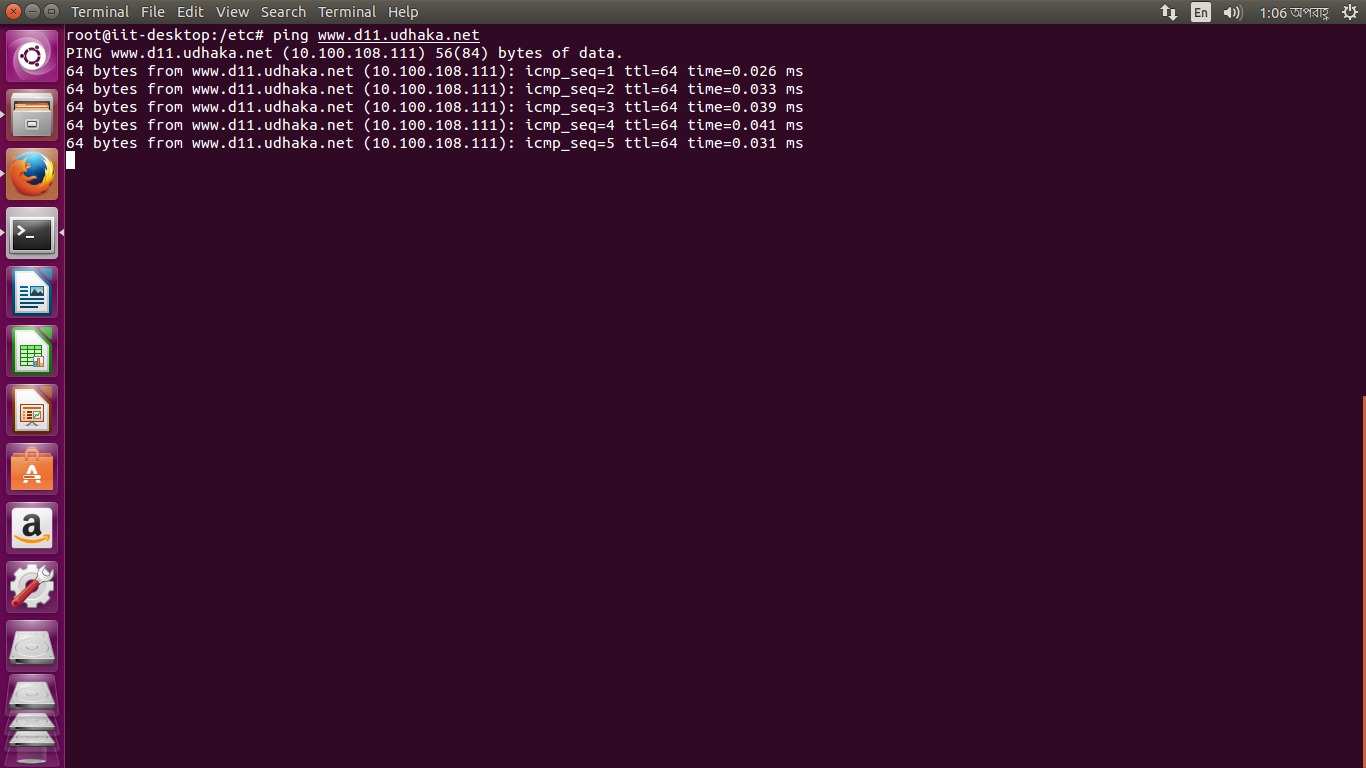 Terminal File Edit View Search Terminal Help En 1:06 অপরাহ্ণ
root@iit-desktop:/etc# ping www.d11.udhaka.net
PING www.d11.udhaka.net (10.100.108.111) 56(84) bytes of data.
64 bytes from www.d11.udhaka.net (10.100.108.111): icmp_seq=1 ttl=64 time=0.026 ms
64 bytes from www.d11.udhaka.net (10.100.108.111): icmp_seq=2 ttl=64 time=0.033 ms
64 bytes from www.d11.udhaka.net (10.100.108.111): icmp_seq=3 ttl=64 time=0.039 ms
64 bytes from www.d11.udhaka.net (10.100.108.111): icmp_seq=4 ttl=64 time=0.041 ms
64 bytes from www.d11.udhaka.net (10.100.108.111): icmp_seq=5 ttl=64 time=0.031 ms